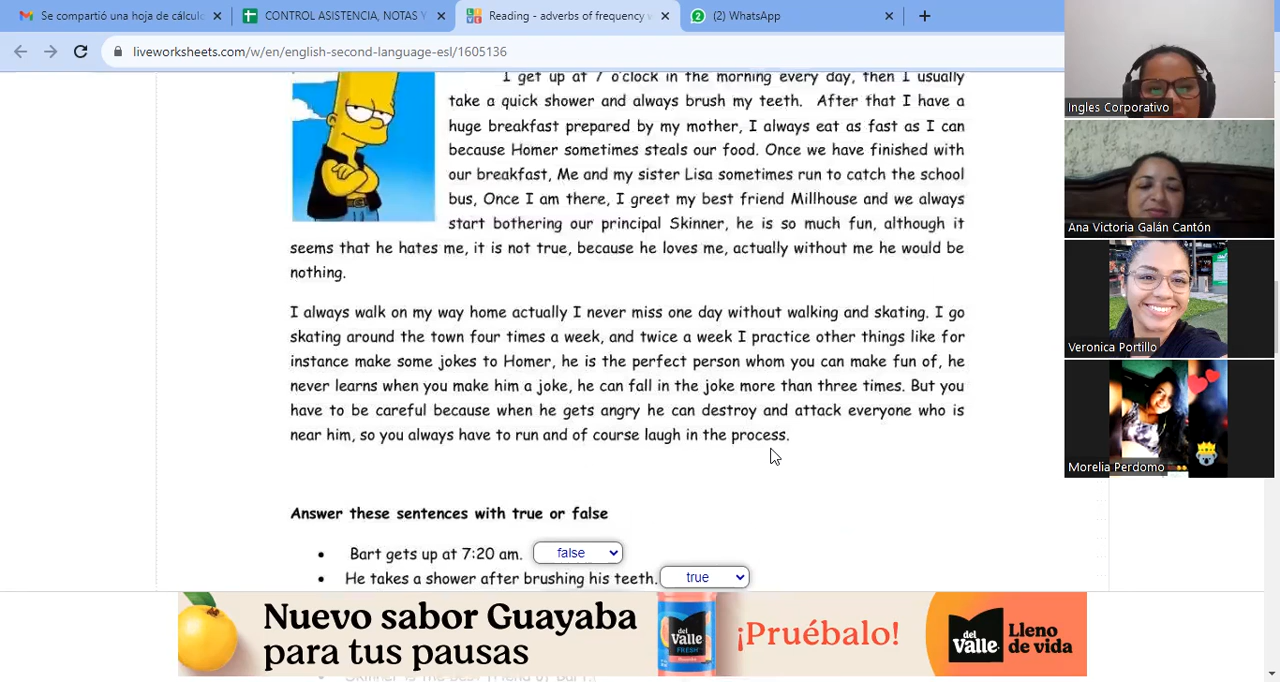 Se compartió una hoja de cálcul
CONTROL ASISTENCIA, NOTAS Y
Reading - adverbs of frequency
(2) WhatsApp
liveworksheets.com/w/en/english-second-language-esl/1605136
I get up at 7 o'clock in the morning every day, then I usually
take a quick shower and always brush my teeth. After that I have a
huge breakfast prepared by my mother, I always eat as fast as I can
because Homer sometimes steals our food. Once we have finished with
our breakfast, Me and my sister Lisa sometimes run to catch the school
bus, Once I am there, I greet my best friend Millhouse and we always
start bothering our principal Skinner, he is so much fun, although it
seems that he hates me, it is not true, because he loves me, actually without me he would be
nothing.
I always walk on my way home actually I never miss one day without walking and skating. I go
skating around the town four times a week, and twice a week I practice other things like for
instance make some jokes to Homer, he is the perfect person whom you can make fun of, he
never learns when you make him a joke, he can fall in the joke more than three times. But you
have to be careful because when he gets angry he can destroy and attack everyone who is
near him, so you always have to run and of course laugh in the process.
Answer these sentences with true or false
• Bart gets up at 7:20 am. false
• He takes a shower after brushing his teeth. true
Skinner is the best friend of Bart.
Nuevo sabor Guayaba
para tus pausas
del Valle
FRESH
¡Pruébalo!
del Valle
Lleno
de vida
Ingles Corporativo
Ana Victoria Galán Cantón
Veronica Portillo
Morelia Perdomo